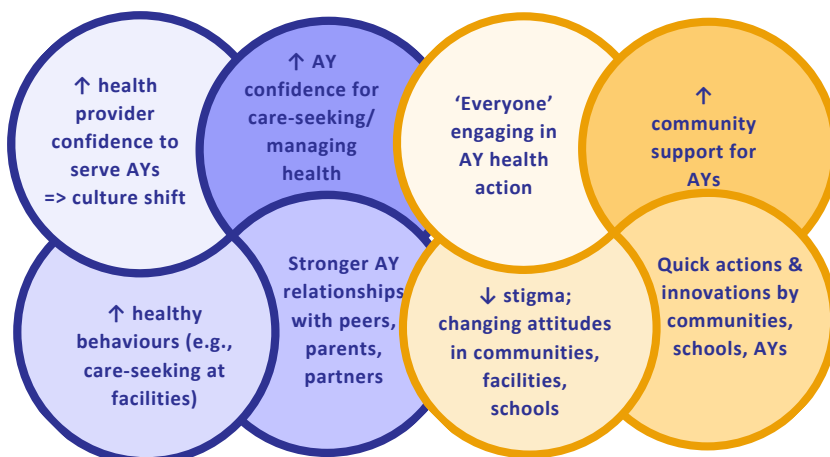 ↑ health
provider
confidence to
serve AYs
=> culture shift
↑ AY
confidence for
care-seeking/
managing
health
‘Everyone’
engaging in
AY health
action
↑
community
support for
AYs
↑ healthy
behaviours (e.g.,
care-seeking at
facilities)
Stronger AY
relationships
with peers,
parents,
partners
↓ stigma;
changing attitudes
in communities,
facilities,
schools
Quick actions &
innovations by
communities,
schools, AYs